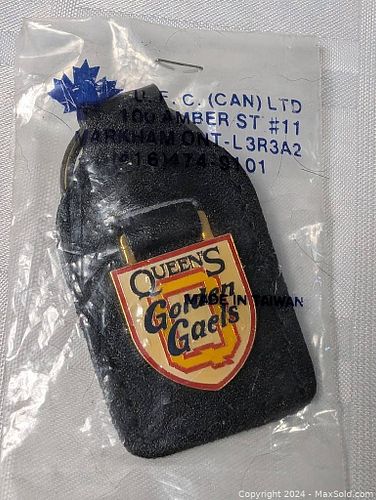 U.F.C. (CAN) LTD
100 AMBER ST #11
MARKHAM ONT-L3R3A2
(416)474-9101
QUEEN'S
Golden
Gaels
MADE IN TAIWAN
Copyright 2024 - MaxSold.com